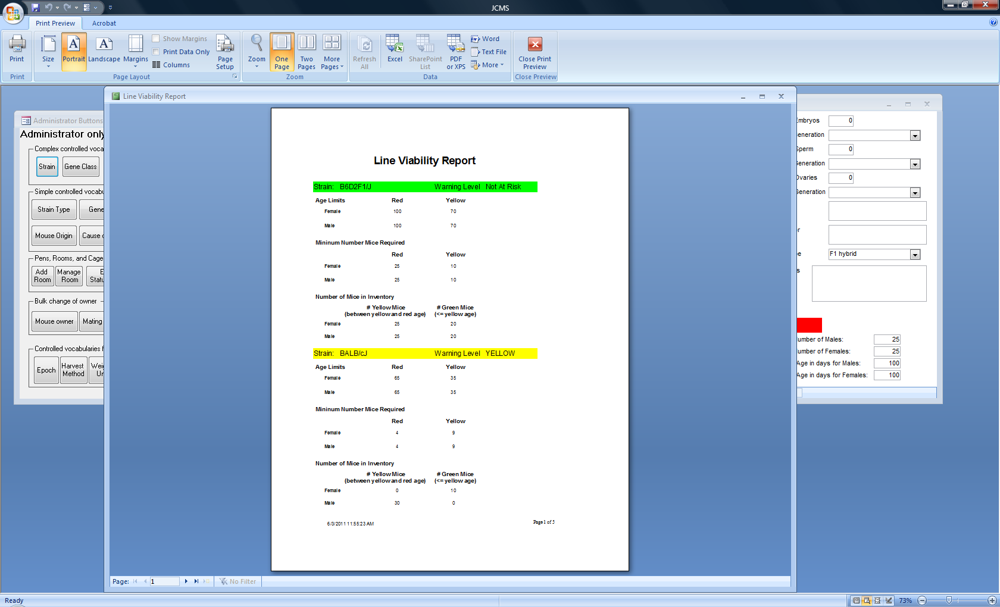 JCMS
Print Preview
Acrobat
Print
Size
Portrait
Landscape
Margins
Show Margins
Print Data Only
Columns
Page Setup
Zoom
One Page
Two Pages
More Pages
Refresh All
Excel
SharePoint List
PDF or XPS
Word
Text File
More
Close Print Preview
Print
Page Layout
Zoom
Data
Close Preview
Administrator Buttons
Administrator only
Complex controlled voca
Strain
Gene Class
Simple controlled vocabu
Strain Type
Gene
Mouse Origin
Cause
Pens, Rooms, and Cage
Add Room
Manage Room
E
Statu
Bulk change of owner
Mouse owner
Mating
Controlled vocabularies f
Epoch
Harvest Method
Wei
Un
Line Viability Report
Line Viability Report
Strain: B6D2F1/J Warning Level Not At Risk
Age Limits Red Yellow
Female 100 70
Male 100 70
Mininum Number Mice Required
Red Yellow
Female 25 10
Male 25 10
Number of Mice in Inventory
# Yellow Mice # Green Mice
(between yellow and red age) (<= yellow age)
Female 25 20
Male 25 20
Strain: BALB/cJ Warning Level YELLOW
Age Limits Red Yellow
Female 65 35
Male 65 35
Mininum Number Mice Required
Red Yellow
Female 4 9
Male 4 9
Number of Mice in Inventory
# Yellow Mice # Green Mice
(between yellow and red age) (<= yellow age)
Female 0 10
Male 30 0
6/3/2011 11:55:23 AM Page 1 of 5
Embryos 0
Generation
Sperm 0
Generation
Ovaries 0
Generation
r
e F1 hybrid
s
umber of Males: 25
umber of Females: 25
Age in days for Males: 100
Age in days for Females: 100
Page: 1 No Filter
Ready 73%